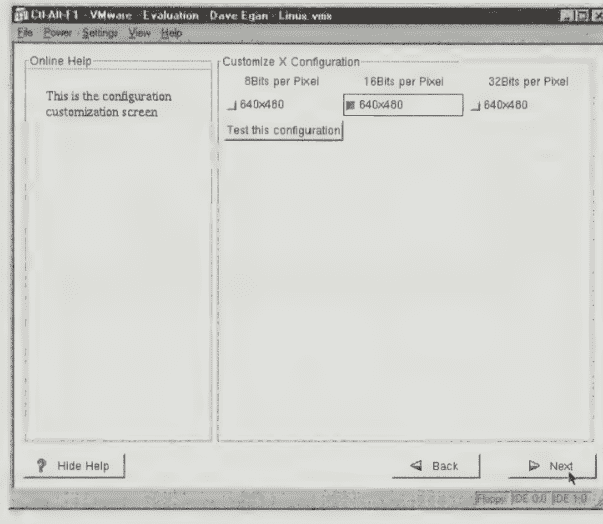 Ctl-Alt-F1 - VMware - Evaluation - Dave Egan - Linux.vmx
File Power Settings View Help
Online Help
This is the configuration
customization screen
Customize X Configuration
8Bits per Pixel 16Bits per Pixel 32Bits per Pixel
640x480 640x480 640x480
Test this configuration
? Hide Help
Back
Next
Floppy IDE 0:0 IDE 1:0